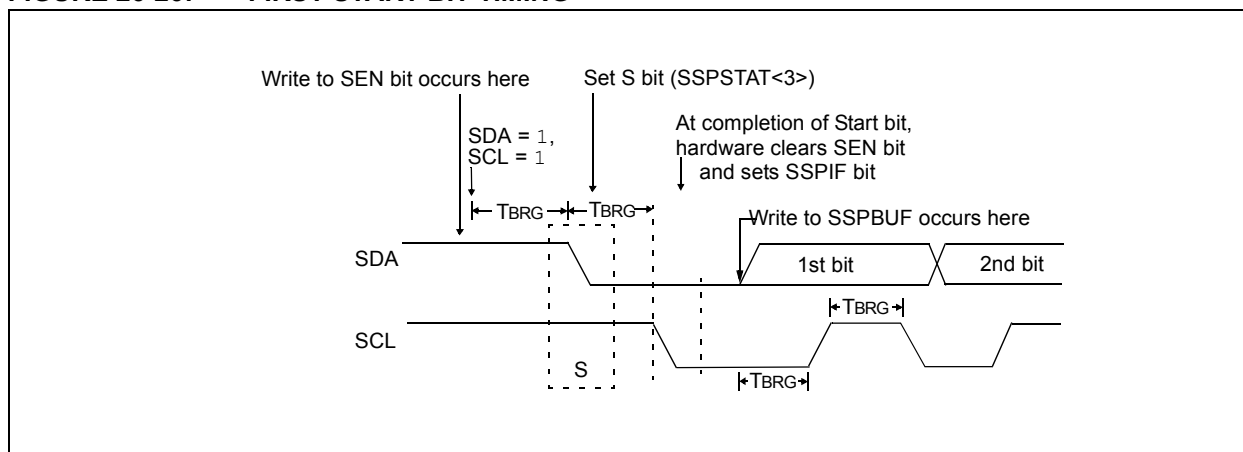 Write to SEN bit occurs here
Set S bit (SSPSTAT<3>)
SDA = 1,
SCL = 1
At completion of Start bit,
hardware clears SEN bit
and sets SSPIF bit
TBRG
TBRG
Write to SSPBUF occurs here
SDA
1st bit
2nd bit
TBRG
SCL
S
TBRG